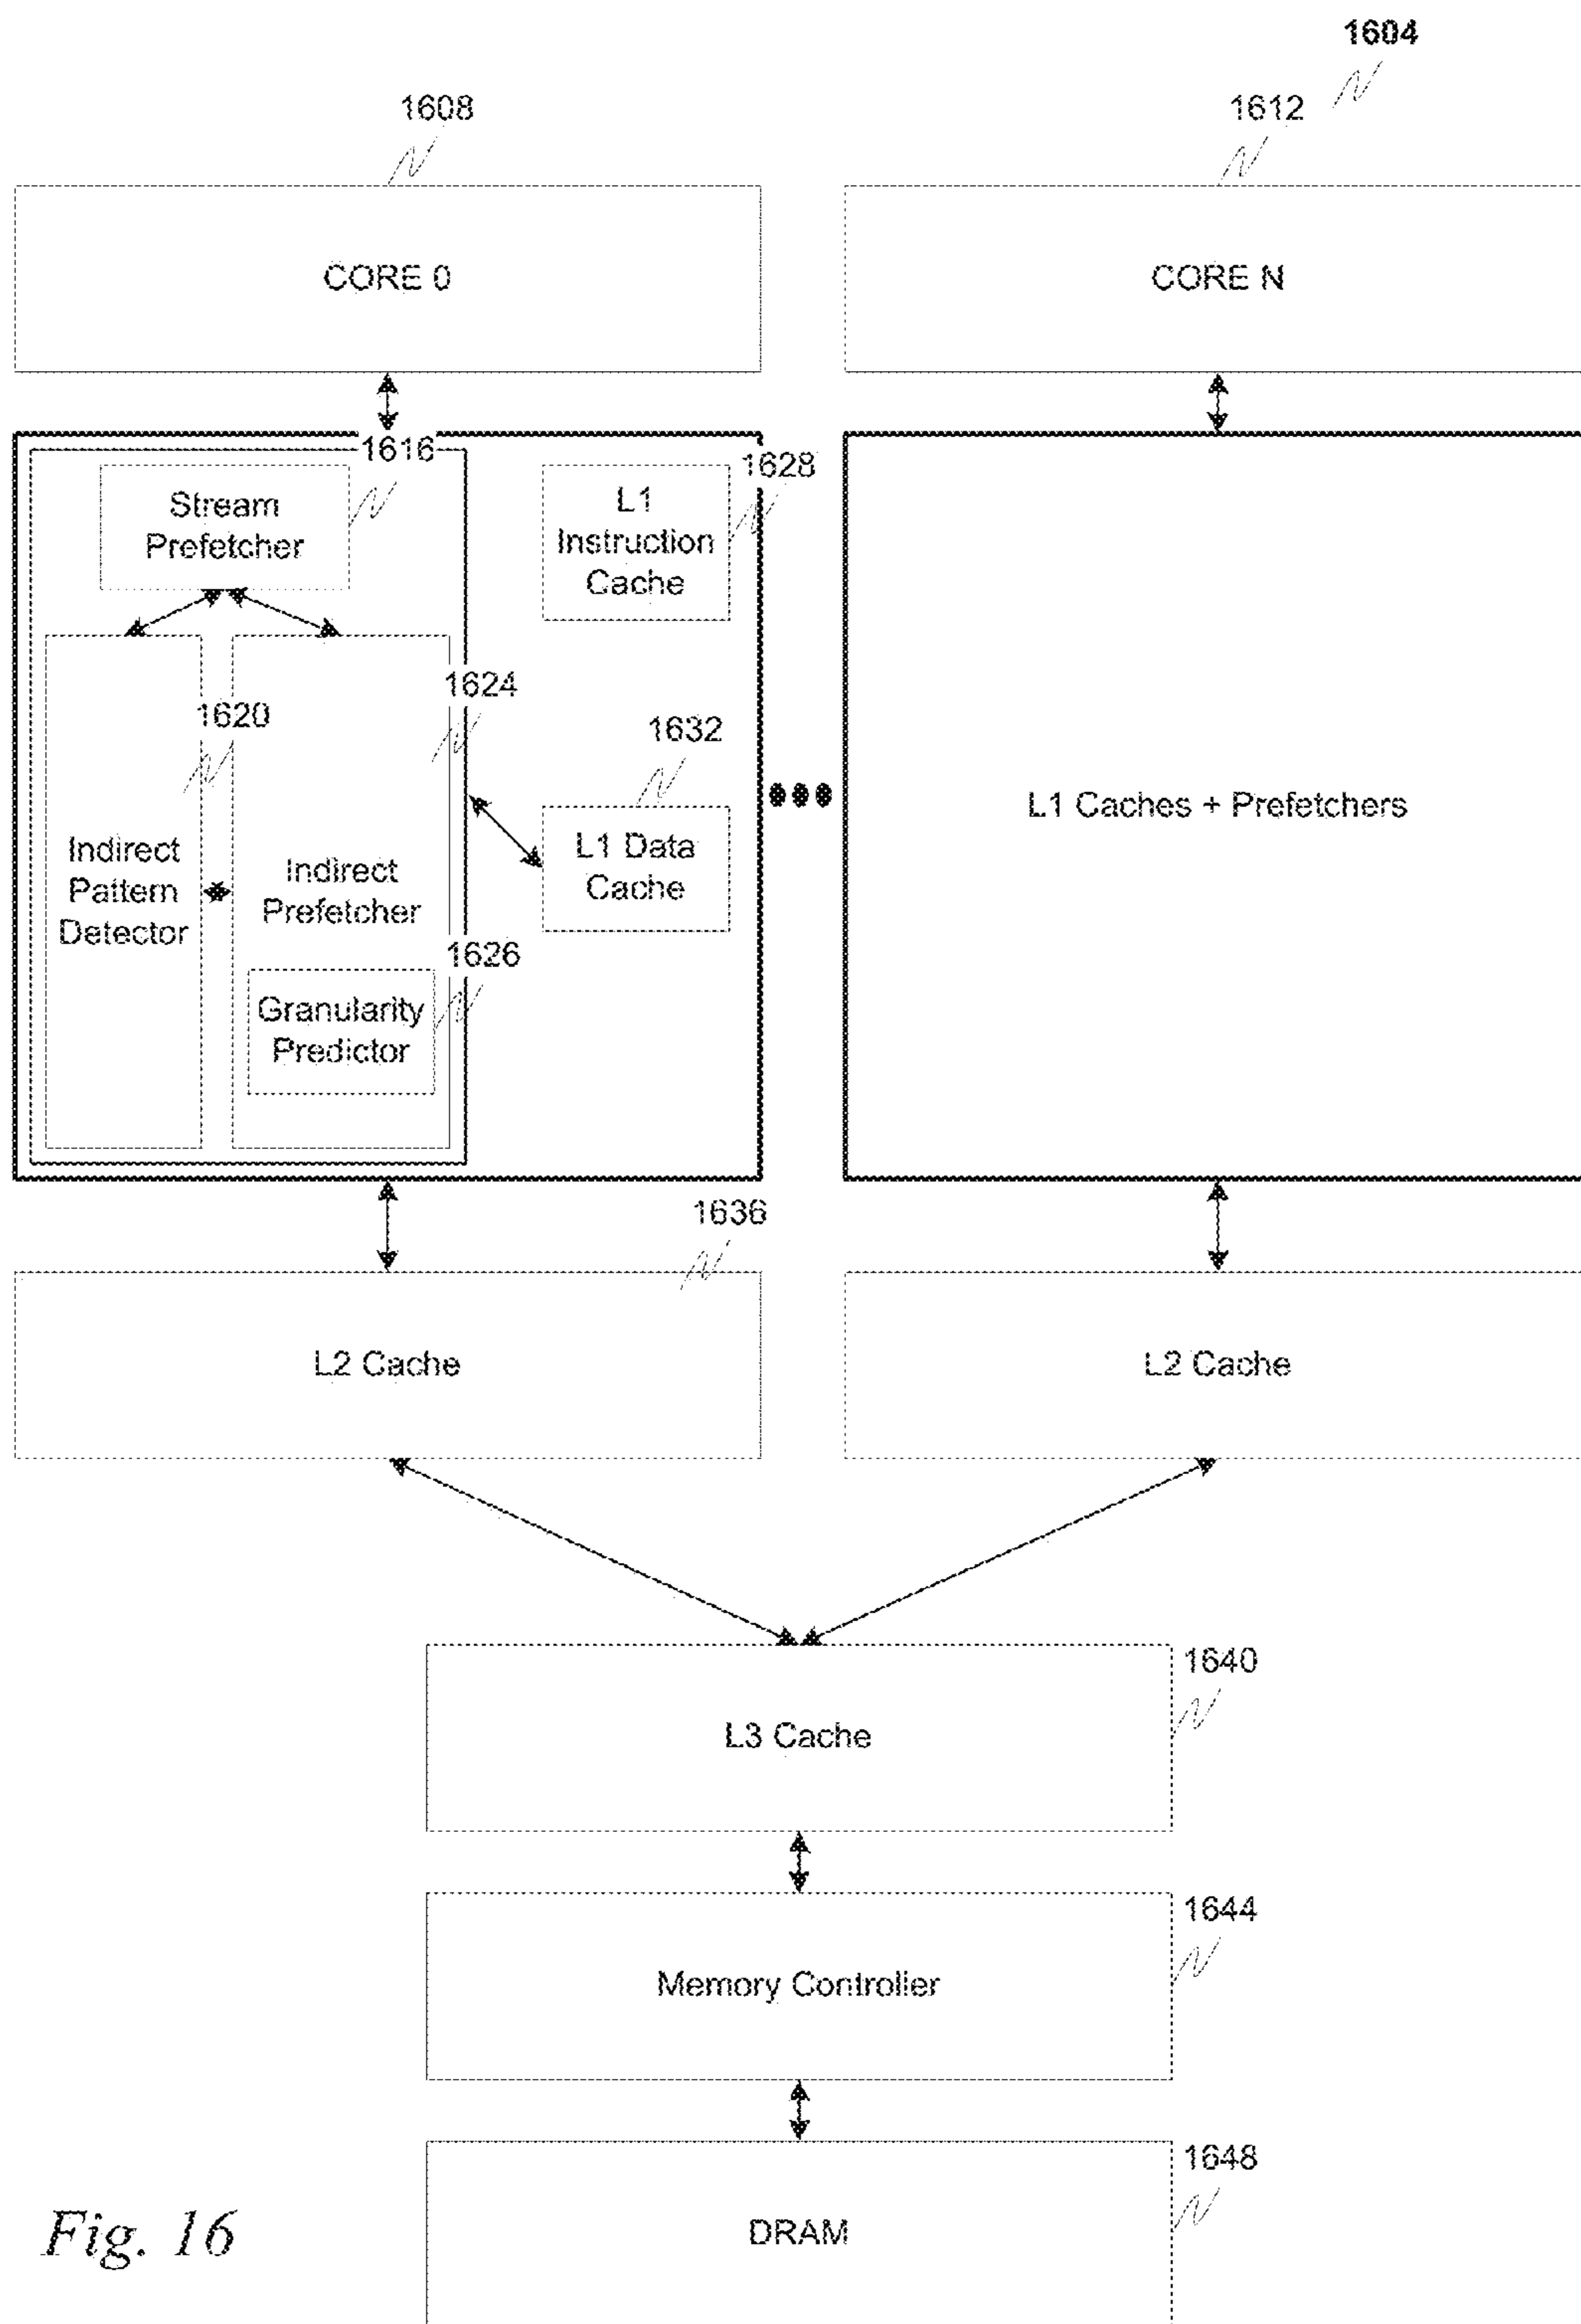 1604
1608
1612
CORE 0
CORE N
1616
Stream
Prefetcher
1628
L1
Instruction
Cache
1624
1620
1632
Indirect
Pattern
Detector
Indirect
Prefetcher
L1 Data
Cache
L1 Caches + Prefetchers
1626
Granularity
Predictor
1636
L2 Cache
L2 Cache
1640
L3 Cache
1644
Memory Controller
1648
DRAM
Fig. 16